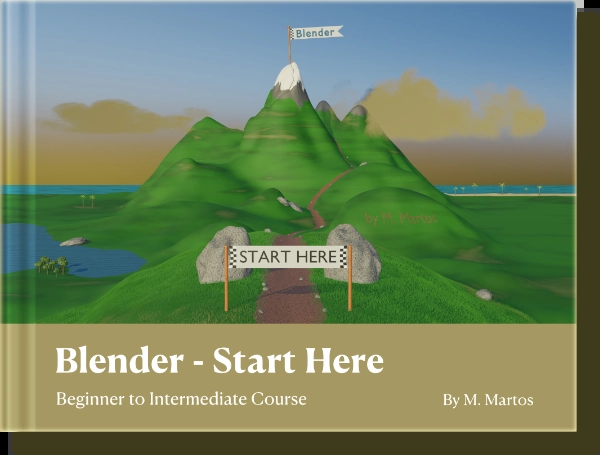 Blender
by M. Martos
START HERE
Blender - Start Here
Beginner to Intermediate Course
By M. Martos